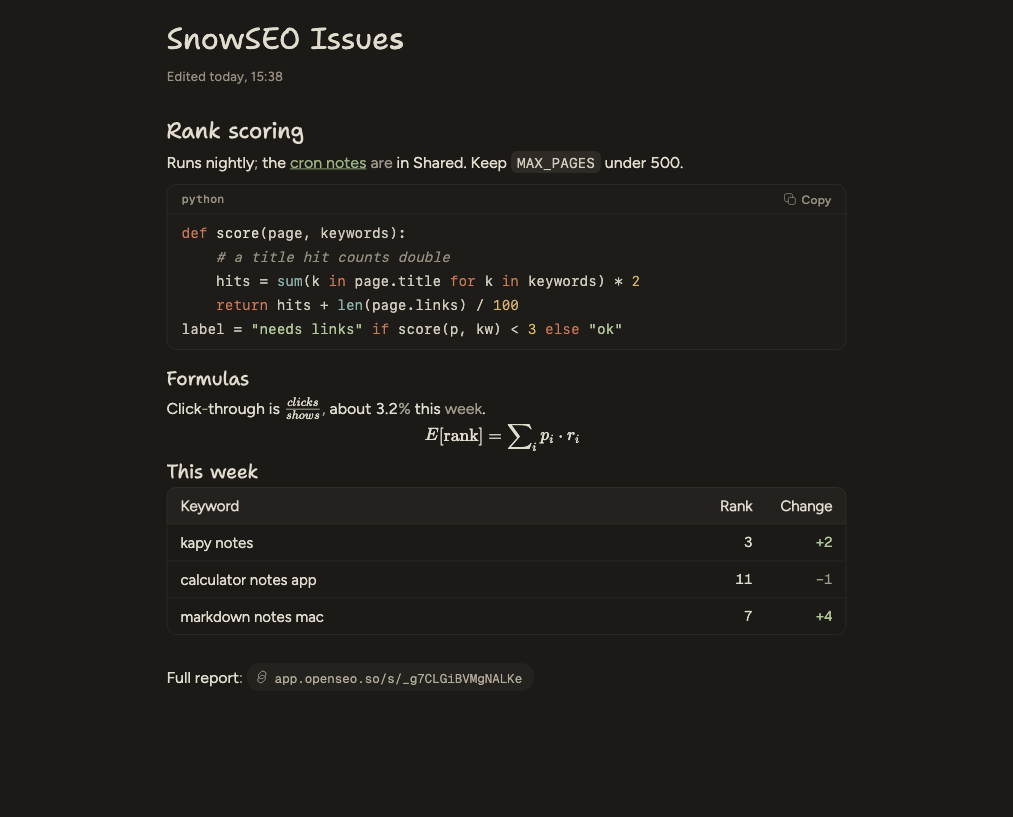 SnowSEO Issues
Edited today, 15:38
Rank scoring
Runs nightly; the cron notes are in Shared. Keep MAX_PAGES under 500.
python
Copy
def score(page, keywords):
    # a title hit counts double
    hits = sum(k in page.title for k in keywords) * 2
    return hits + len(page.links) / 100
label = "needs links" if score(p, kw) < 3 else "ok"
Formulas
Click-through is clicks/shows, about 3.2% this week.
E[rank] = ∑_i p_i · r_i
This week
Keyword Rank Change
kapy notes 3 +2
calculator notes app 11 −1
markdown notes mac 7 +4
Full report: app.openseo.so/s/_g7CLGiBVMgNALKe